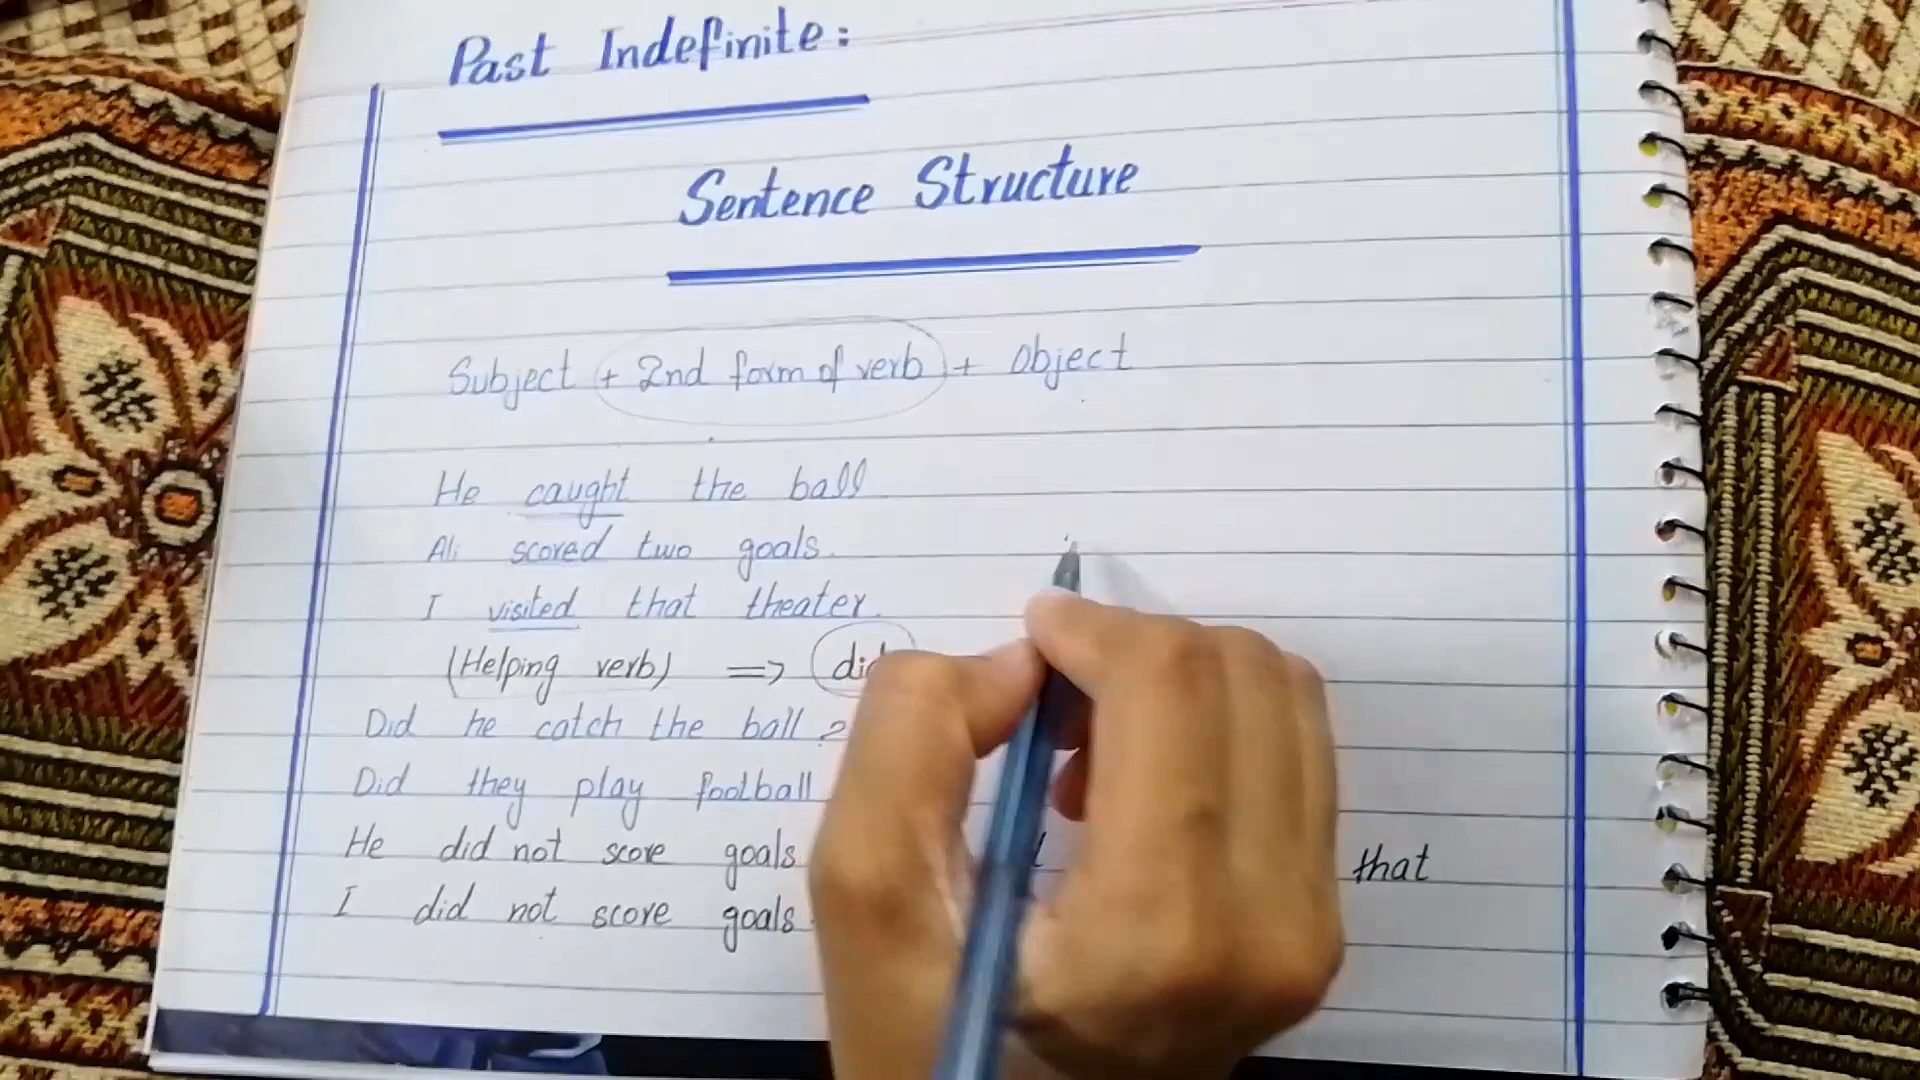 Past Indefinite:
Sentence Structure
Subject + 2nd form of verb + Object
He caught the ball
Ali scored two goals.
I visited that theater.
(Helping verb) => did
Did he catch the ball ?
Did they play football
He did not score goals that
I did not score goals